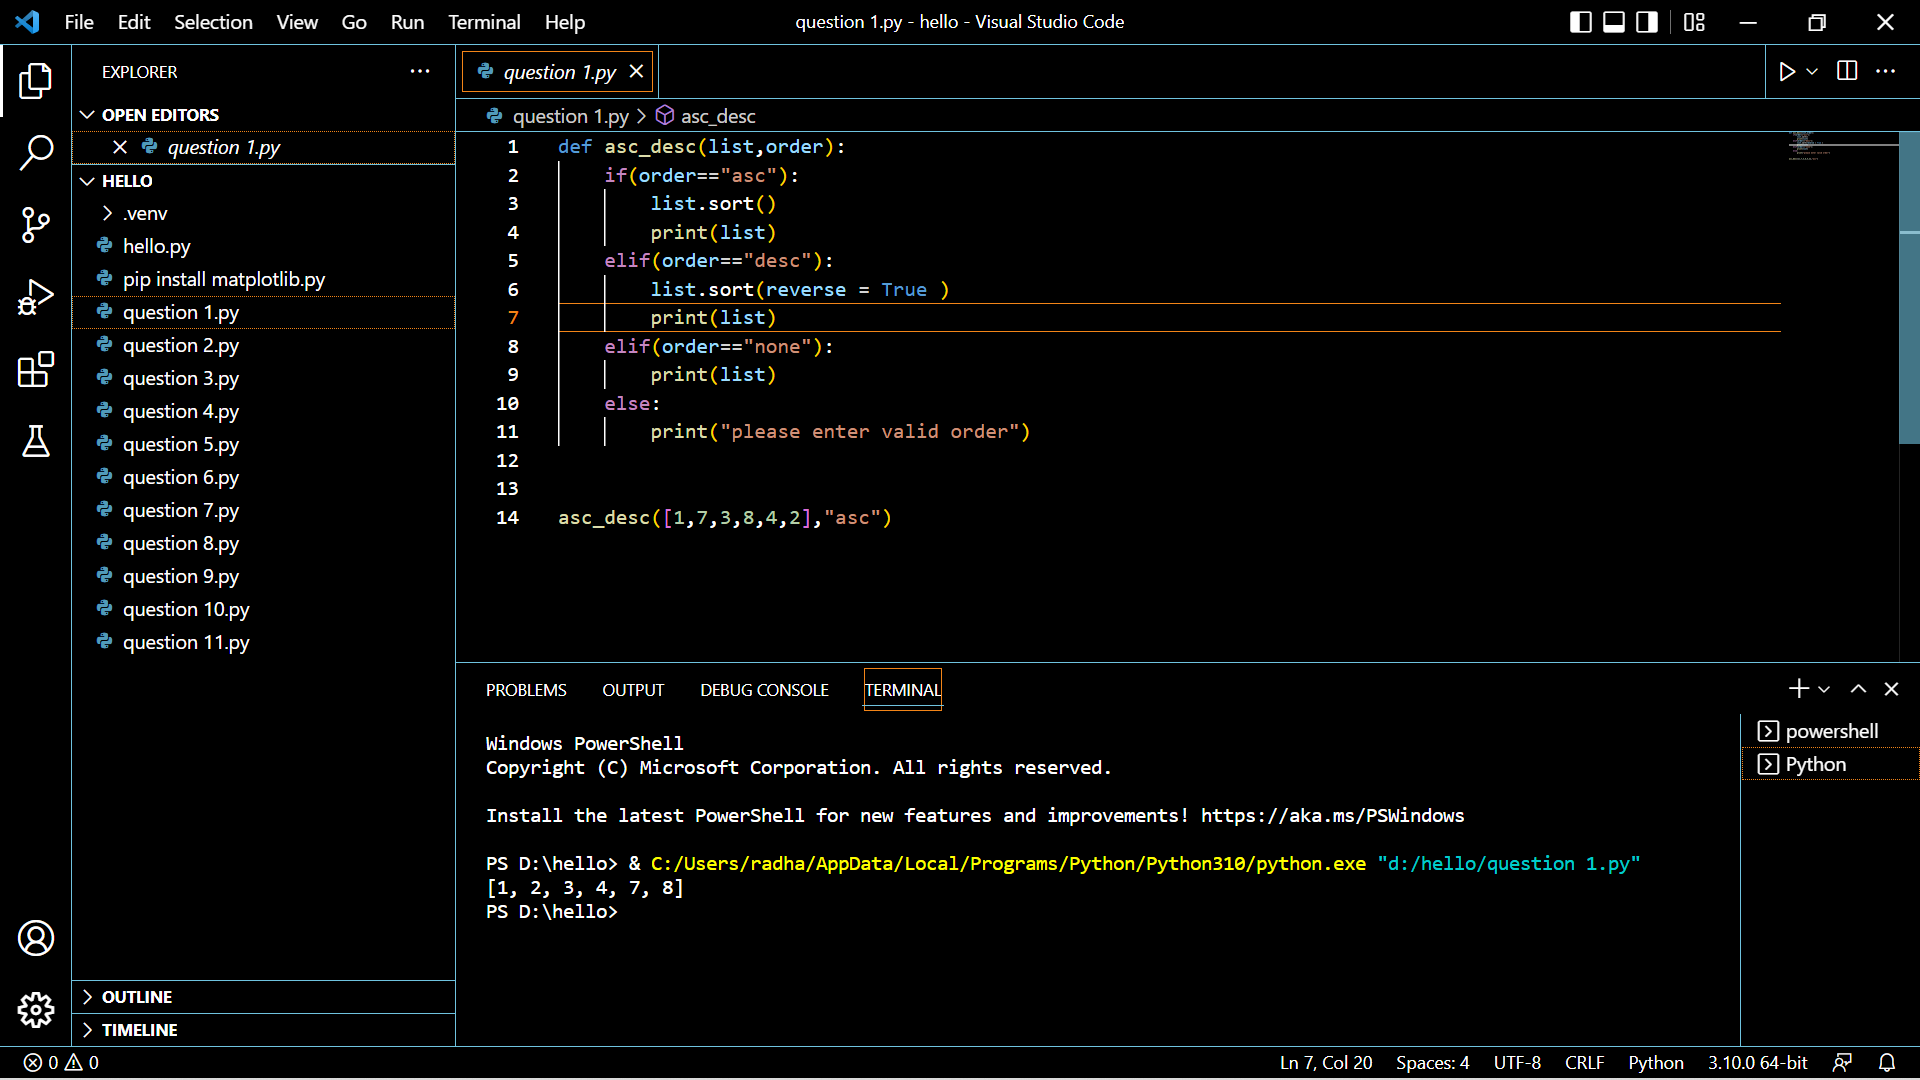 File Edit Selection View Go Run Terminal Help question 1.py - hello - Visual Studio Code
EXPLORER
OPEN EDITORS
question 1.py
HELLO
.venv
hello.py
pip install matplotlib.py
question 1.py
question 2.py
question 3.py
question 4.py
question 5.py
question 6.py
question 7.py
question 8.py
question 9.py
question 10.py
question 11.py
OUTLINE
TIMELINE
question 1.py
question 1.py > asc_desc
1 def asc_desc(list,order):
2     if(order=="asc"):
3         list.sort()
4         print(list)
5     elif(order=="desc"):
6         list.sort(reverse = True )
7         print(list)
8     elif(order=="none"):
9         print(list)
10     else:
11         print("please enter valid order")
12
13
14 asc_desc([1,7,3,8,4,2],"asc")
PROBLEMS OUTPUT DEBUG CONSOLE TERMINAL
Windows PowerShell
Copyright (C) Microsoft Corporation. All rights reserved.
Install the latest PowerShell for new features and improvements! https://aka.ms/PSWindows
PS D:\hello> & C:/Users/radha/AppData/Local/Programs/Python/Python310/python.exe "d:/hello/question 1.py"
[1, 2, 3, 4, 7, 8]
PS D:\hello>
powershell
Python
0 0 Ln 7, Col 20 Spaces: 4 UTF-8 CRLF Python 3.10.0 64-bit